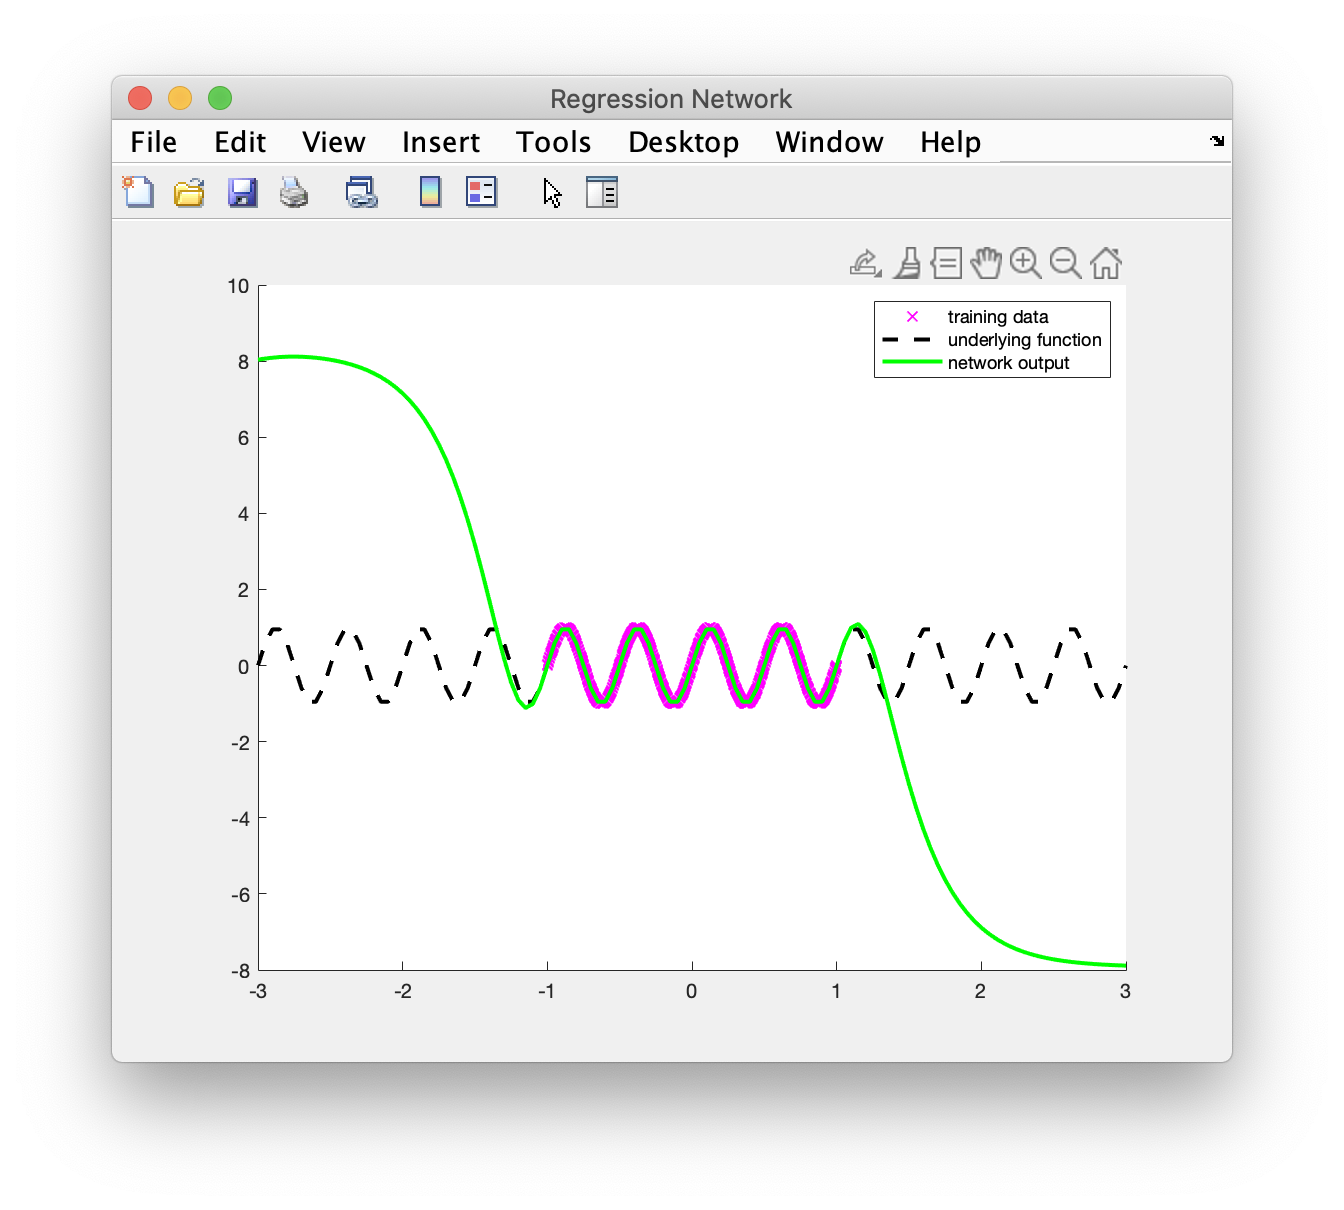 Regression Network
File Edit View Insert Tools Desktop Window Help
training data
underlying function
network output
10
8
6
4
2
0
-2
-4
-6
-8
-3 -2 -1 0 1 2 3